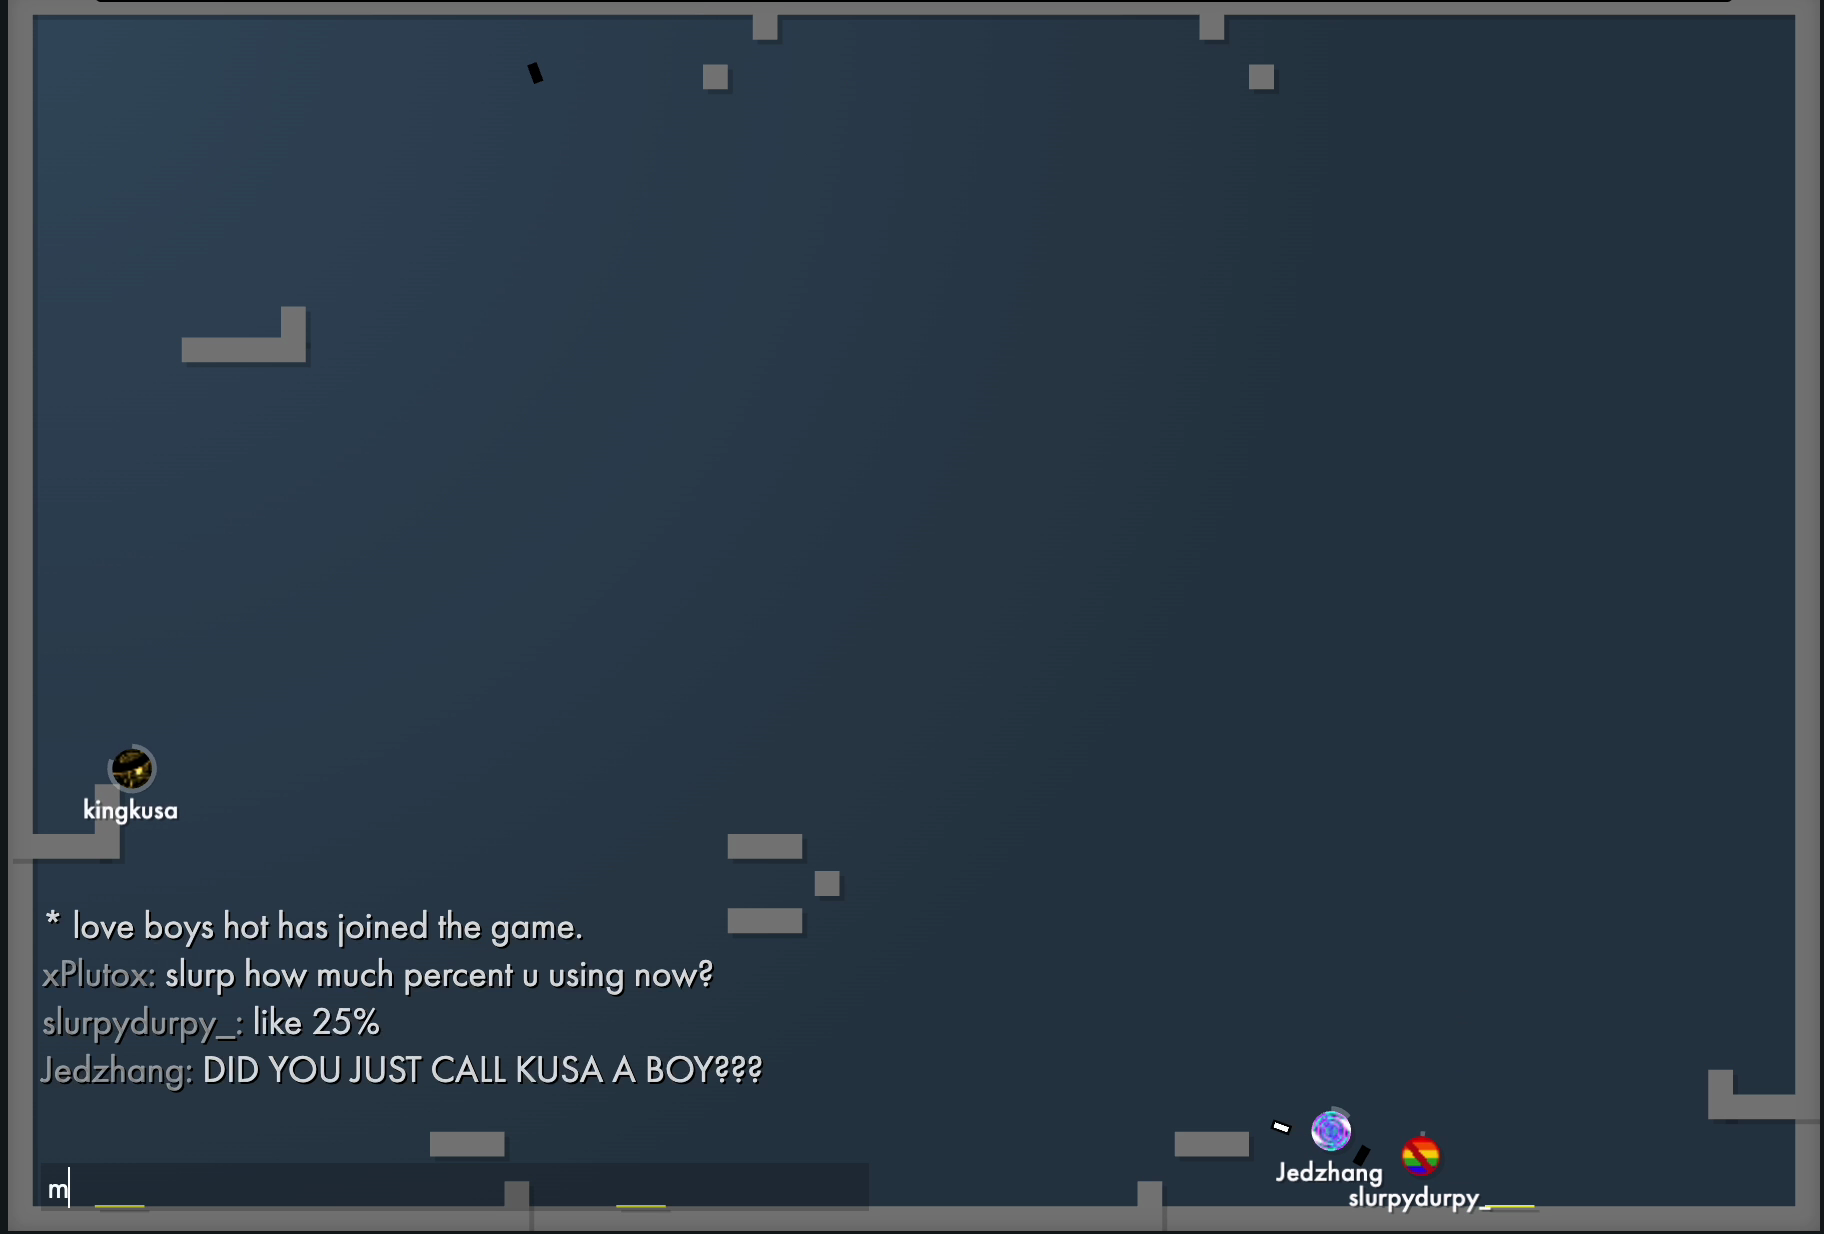 kingkusa
* love boys hot has joined the game.
xPlutox: slurp how much percent u using now?
slurpydurpy_: like 25%
Jedzhang: DID YOU JUST CALL KUSA A BOY???
Jedzhang
m
slurpydurpy_